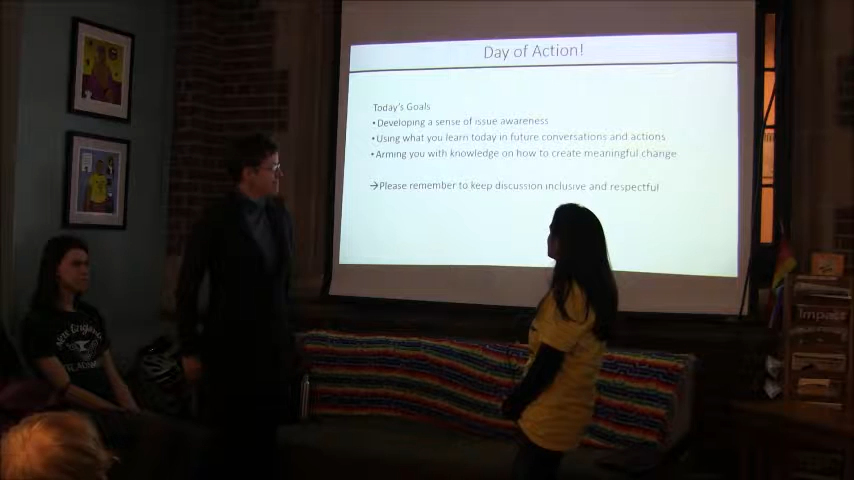 Day of Action!
Today's Goals
•Developing a sense of issue awareness
•Using what you learn today in future conversations and actions
•Arming you with knowledge on how to create meaningful change
→Please remember to keep discussion inclusive and respectful
Impact